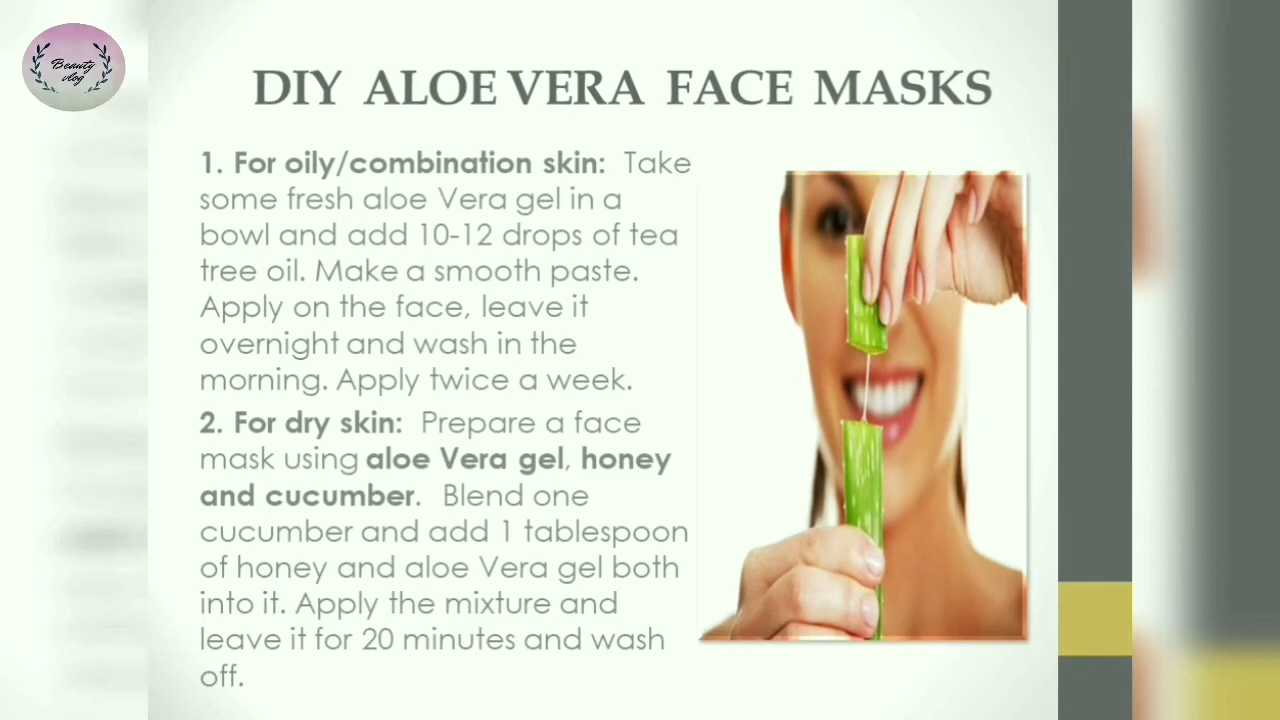 Beauty
vlog
DIY ALOE VERA FACE MASKS
1. For oily/combination skin: Take
some fresh aloe Vera gel in a
bowl and add 10-12 drops of tea
tree oil. Make a smooth paste.
Apply on the face, leave it
overnight and wash in the
morning. Apply twice a week.
2. For dry skin: Prepare a face
mask using aloe Vera gel, honey
and cucumber. Blend one
cucumber and add 1 tablespoon
of honey and aloe Vera gel both
into it. Apply the mixture and
leave it for 20 minutes and wash
off.